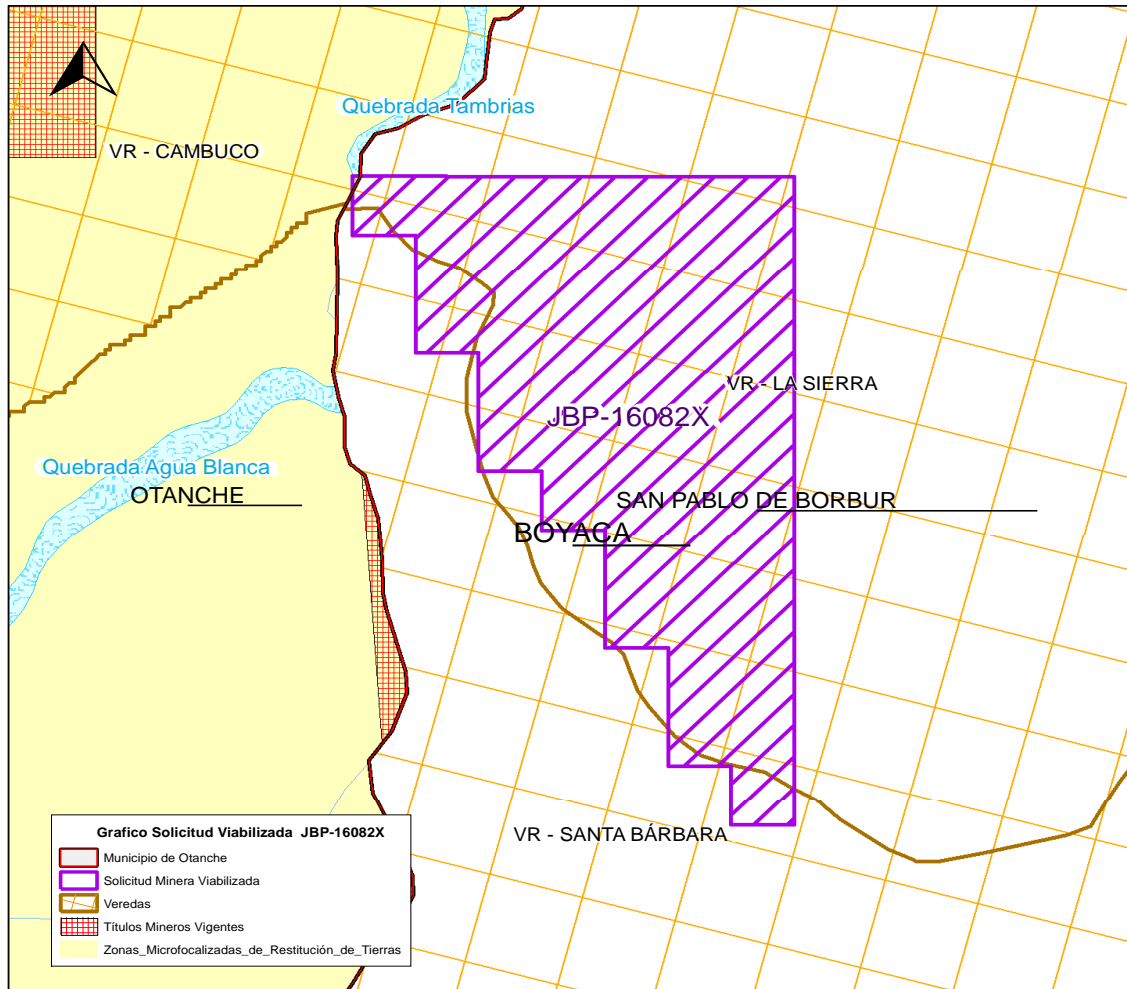 Quebrada Tambrias
VR - CAMBUCO
VR - LA SIERRA
JBP-16082X
Quebrada Agua Blanca
OTANCHE
SAN PABLO DE BORBUR
BOYACA
VR - SANTA BÁRBARA
Grafico Solicitud Viabilizada JBP-16082X
Municipio de Otanche
Solicitud Minera Viabilizada
Veredas
Títulos Mineros Vigentes
Zonas_Microfocalizadas_de_Restitución_de_Tierras